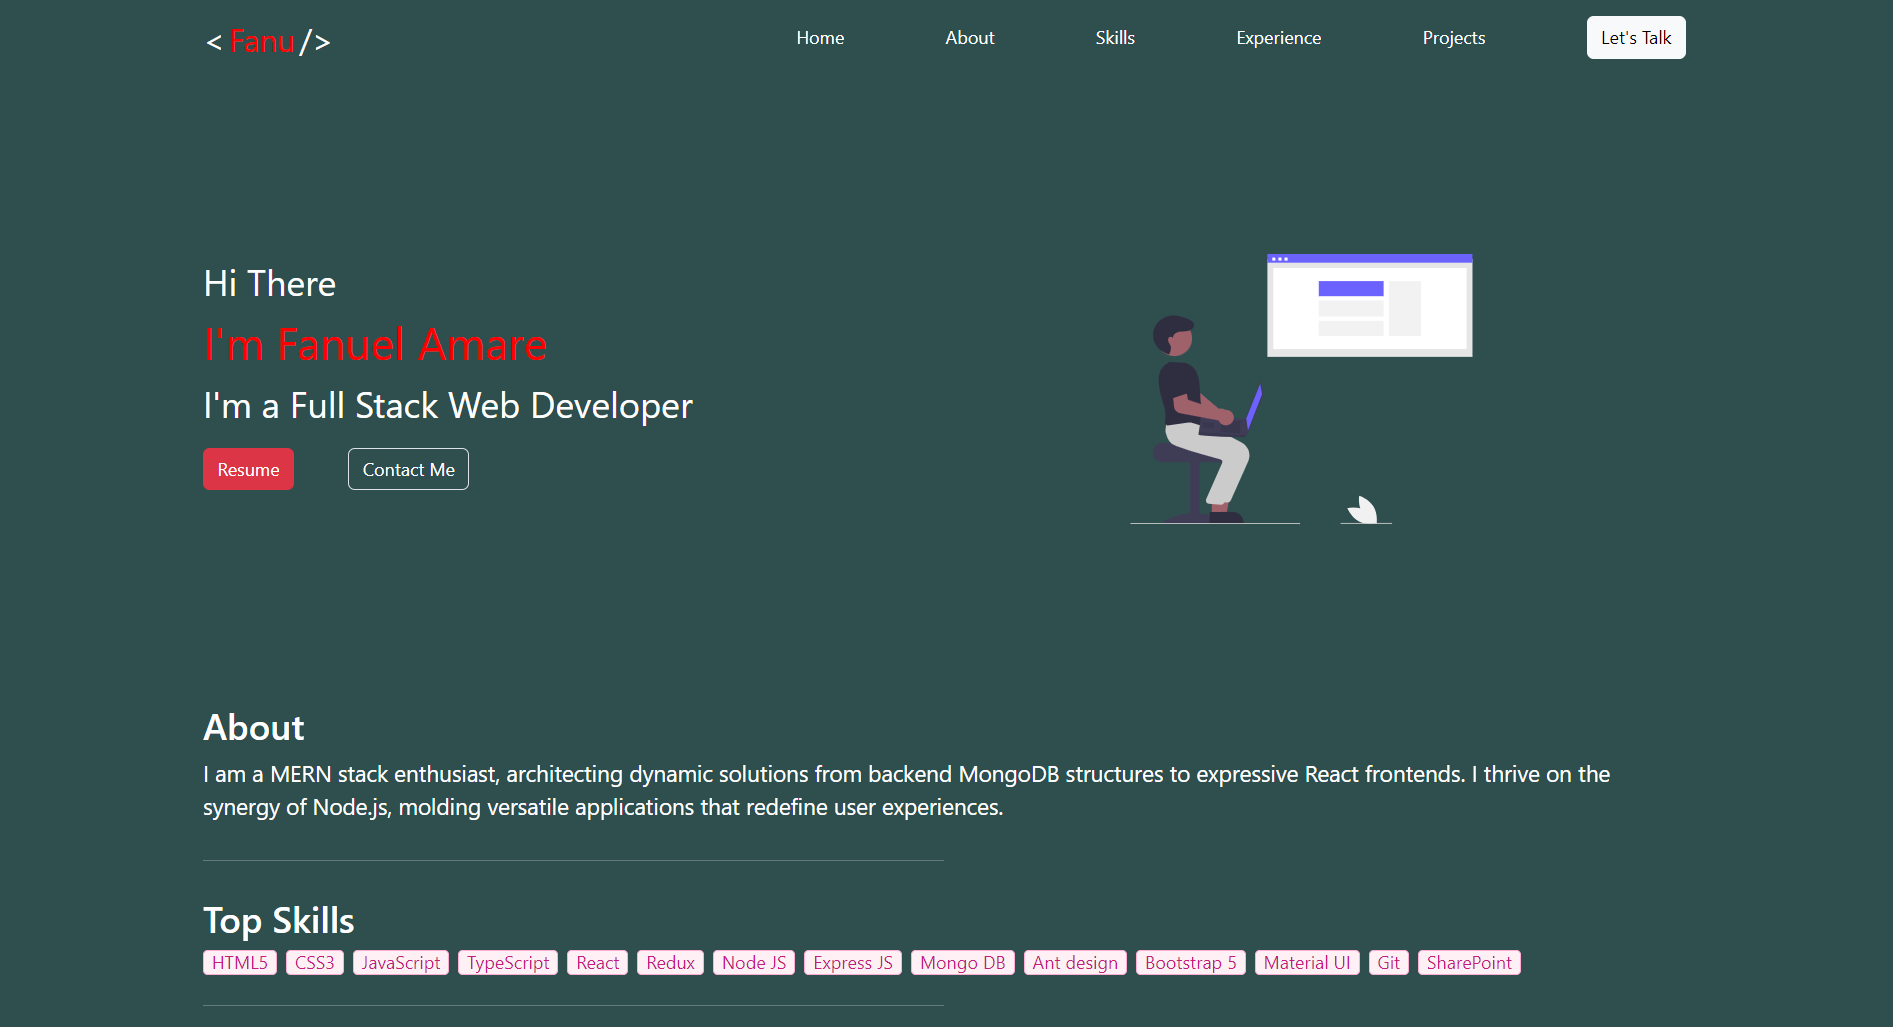 < Fanu />
Home About Skills Experience Projects Let's Talk
Hi There
I'm Fanuel Amare
I'm a Full Stack Web Developer
Resume Contact Me
About
I am a MERN stack enthusiast, architecting dynamic solutions from backend MongoDB structures to expressive React frontends. I thrive on the
synergy of Node.js, molding versatile applications that redefine user experiences.
Top Skills
HTML5 CSS3 JavaScript TypeScript React Redux Node JS Express JS Mongo DB Ant design Bootstrap 5 Material UI Git SharePoint